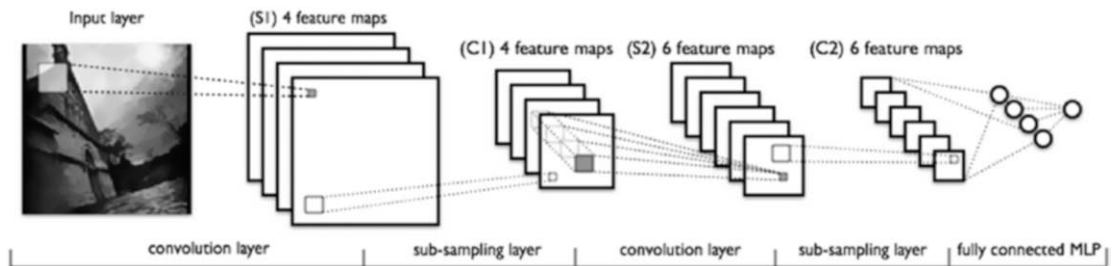 Input layer
(S1) 4 feature maps
(C1) 4 feature maps
(S2) 6 feature maps
(C2) 6 feature maps
convolution layer
sub-sampling layer
convolution layer
sub-sampling layer
fully connected MLP